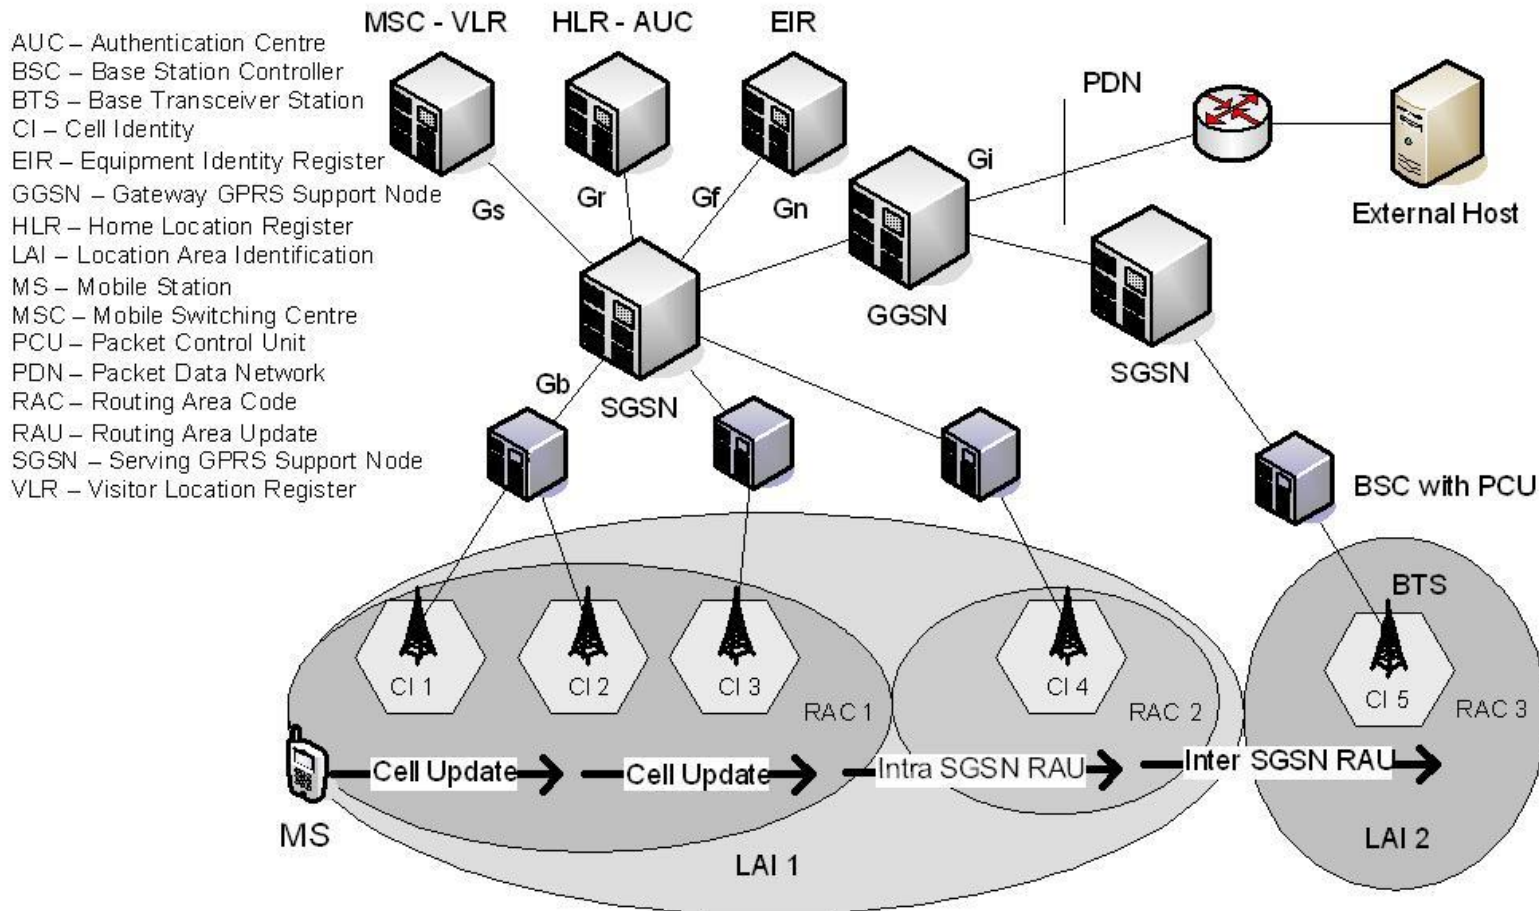 MSC - VLR
HLR - AUC
EIR
AUC – Authentication Centre
BSC – Base Station Controller
BTS – Base Transceiver Station
CI – Cell Identity
EIR – Equipment Identity Register
GGSN – Gateway GPRS Support Node
HLR – Home Location Register
LAI – Location Area Identification
MS – Mobile Station
MSC – Mobile Switching Centre
PCU – Packet Control Unit
PDN – Packet Data Network
RAC – Routing Area Code
RAU – Routing Area Update
SGSN – Serving GPRS Support Node
VLR – Visitor Location Register
PDN
Gi
Gs
Gr
Gf
Gn
External Host
GGSN
SGSN
Gb
SGSN
BSC with PCU
BTS
CI 1
CI 2
CI 3
RAC 1
CI 4
RAC 2
CI 5
RAC 3
Cell Update
Cell Update
Intra SGSN RAU
Inter SGSN RAU
MS
LAI 1
LAI 2